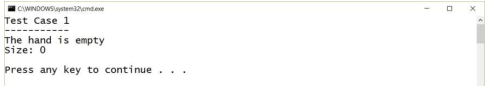 C:\WINDOWS\system32\cmd.exe
Test Case 1
-----------
The hand is empty
Size: 0
Press any key to continue . . .